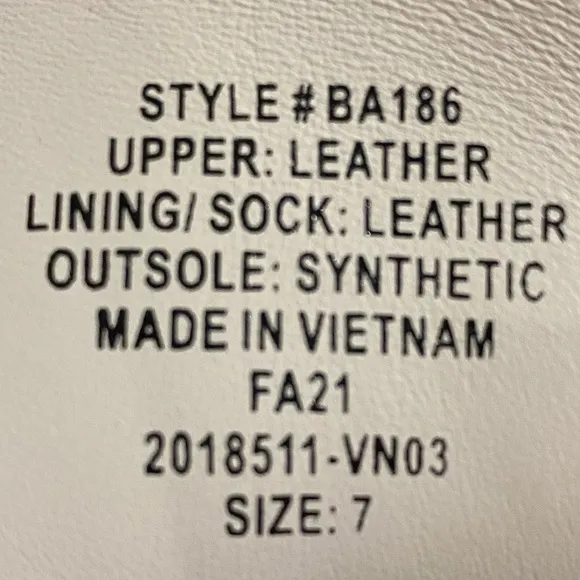 STYLE # BA186
UPPER: LEATHER
LINING/ SOCK: LEATHER
OUTSOLE: SYNTHETIC
MADE IN VIETNAM
FA21
2018511-VN03
SIZE: 7